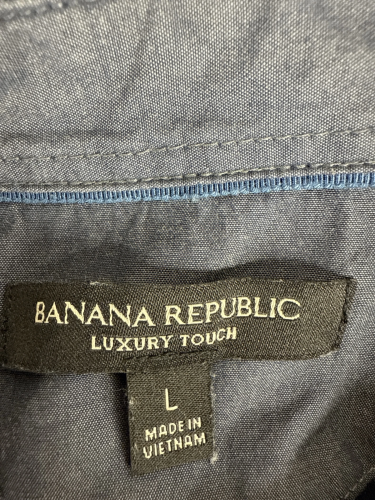 BANANA REPUBLIC
LUXURY TOUCH
L
MADE IN
VIETNAM